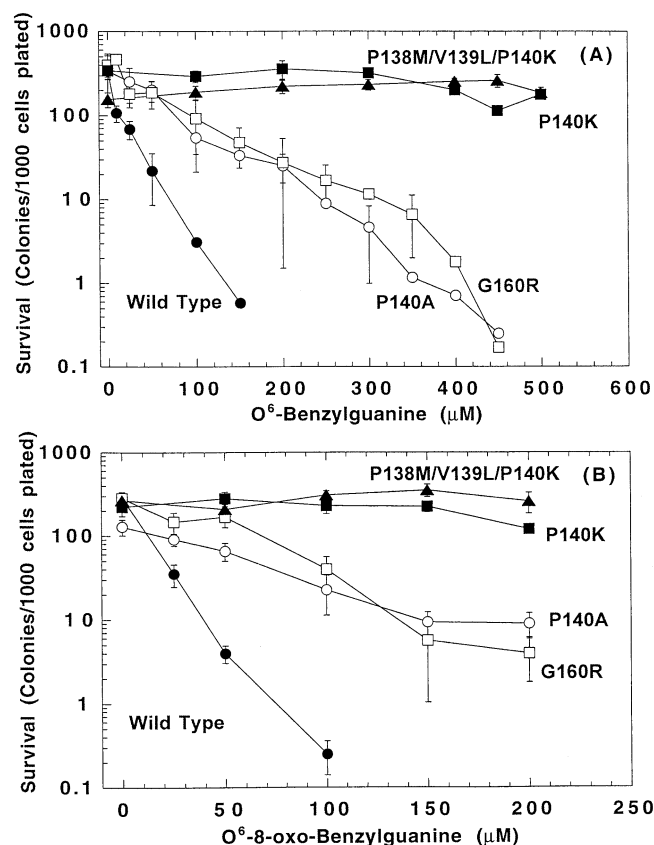 1000
100
10
1
0.1
Survival (Colonies/1000 cells plated)
P138M/V139L/P140K
(A)
P140K
G160R
P140A
Wild Type
0 100 200 300 400 500 600
O⁶-Benzylguanine (μM)
1000
100
10
1
0.1
Survival (Colonies/1000 cells plated)
P138M/V139L/P140K
(B)
P140K
P140A
G160R
Wild Type
0 50 100 150 200 250
O⁶-8-oxo-Benzylguanine (μM)